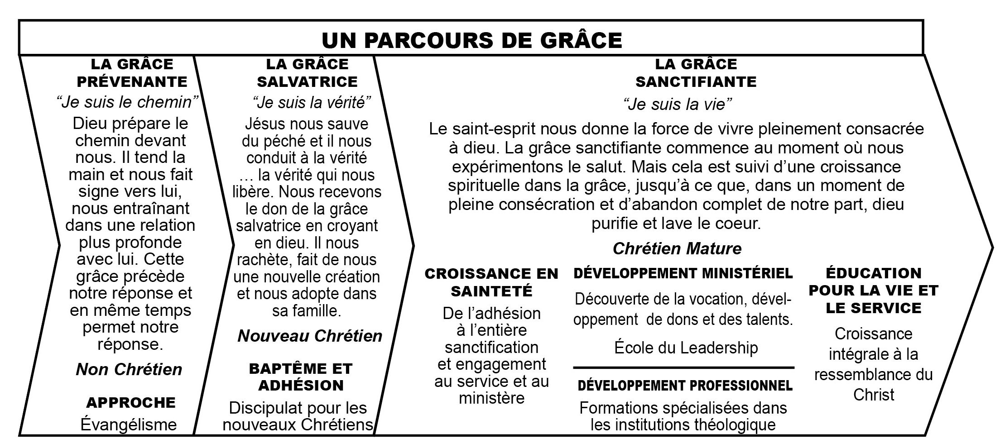 UN PARCOURS DE GRÂCE
LA GRÂCE
PRÉVENANTE
“Je suis le chemin”
Dieu prépare le
chemin devant
nous. Il tend la
main et nous fait
signe vers lui,
nous entraînant
dans une relation
plus profonde
avec lui. Cette
grâce précède
notre réponse et
en même temps
permet notre
réponse.
Non Chrétien
APPROCHE
Évangélisme
LA GRÂCE
SALVATRICE
“Je suis la vérité”
Jésus nous sauve
du péché et il nous
conduit à la vérité
… la vérité qui nous
libère. Nous recevons
le don de la grâce
salvatrice en croyant
en dieu. Il nous
rachète, fait de nous
une nouvelle création
et nous adopte dans
sa famille.
Nouveau Chrétien
BAPTÊME ET
ADHÉSION
Discipulat pour les
nouveaux Chrétiens
LA GRÂCE
SANCTIFIANTE
“Je suis la vie”
Le saint-esprit nous donne la force de vivre pleinement consacrée
à dieu. La grâce sanctifiante commence au moment où nous
expérimentons le salut. Mais cela est suivi d’une croissance
spirituelle dans la grâce, jusqu’à ce que, dans un moment de
pleine consécration et d’abandon complet de notre part, dieu
purifie et lave le coeur.
Chrétien Mature
CROISSANCE EN
SAINTETÉ
De l’adhésion
à l’entière
sanctification
et engagement
au service et au
ministère
DÉVELOPPEMENT MINISTÉRIEL
Découverte de la vocation, dével-
oppement de dons et des talents.
École du Leadership
DÉVELOPPEMENT PROFESSIONNEL
Formations spécialisées dans
les institutions théologique
ÉDUCATION
POUR LA VIE ET
LE SERVICE
Croissance
intégrale à la
ressemblance du
Christ